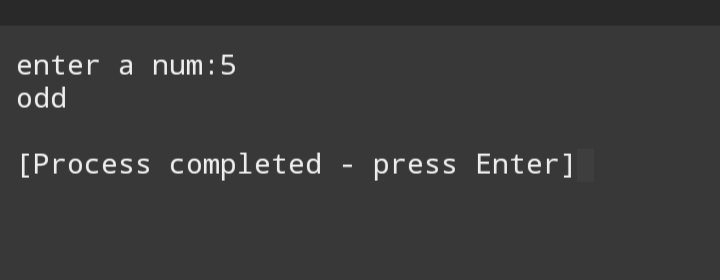 enter a num:5
odd
[Process completed - press Enter]